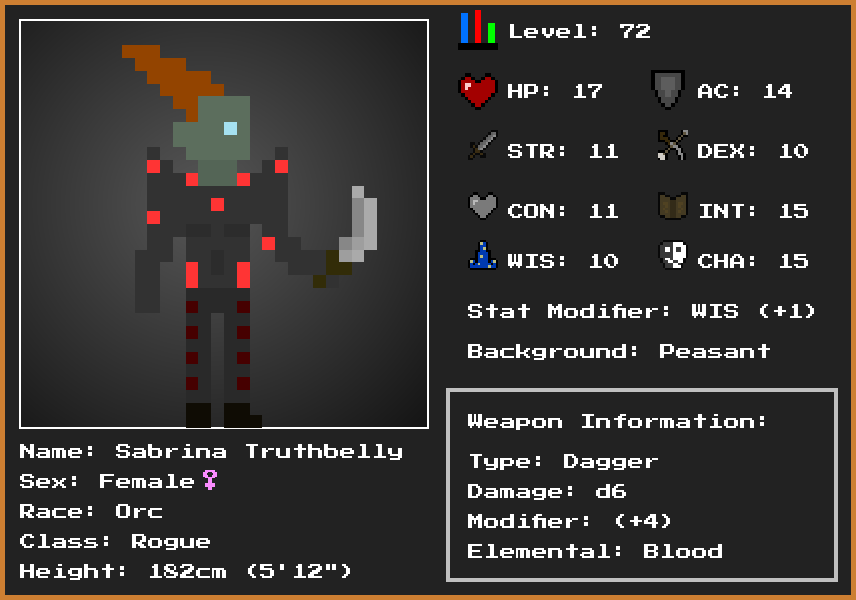 Level: 72
HP: 17
AC: 14
STR: 11
DEX: 10
CON: 11
INT: 15
WIS: 10
CHA: 15
Stat Modifier: WIS (+1)
Background: Peasant
Weapon Information:
Type: Dagger
Damage: d6
Modifier: (+4)
Elemental: Blood
Name: Sabrina Truthbelly
Sex: Female♀
Race: Orc
Class: Rogue
Height: 182cm (5'12")